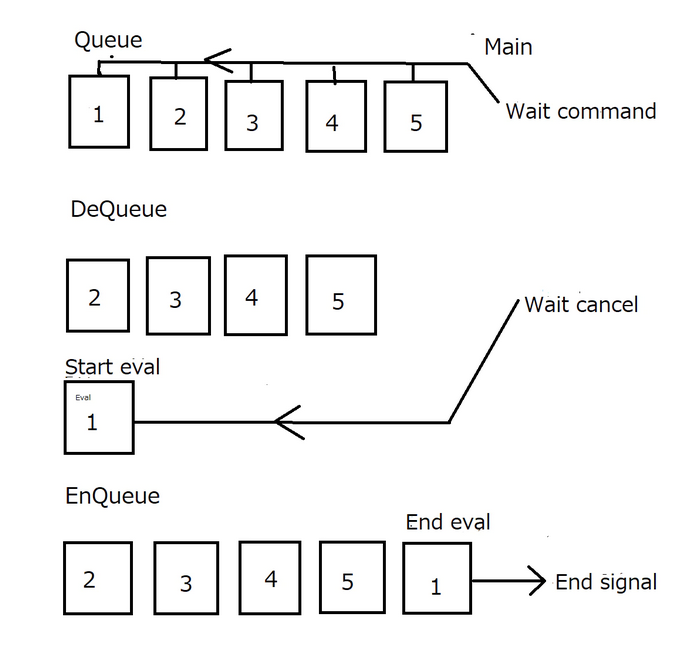 Queue
Main
1 2 3 4 5
Wait command
DeQueue
2 3 4 5
Wait cancel
Start eval
Eval
1
EnQueue
End eval
2 3 4 5 1
End signal